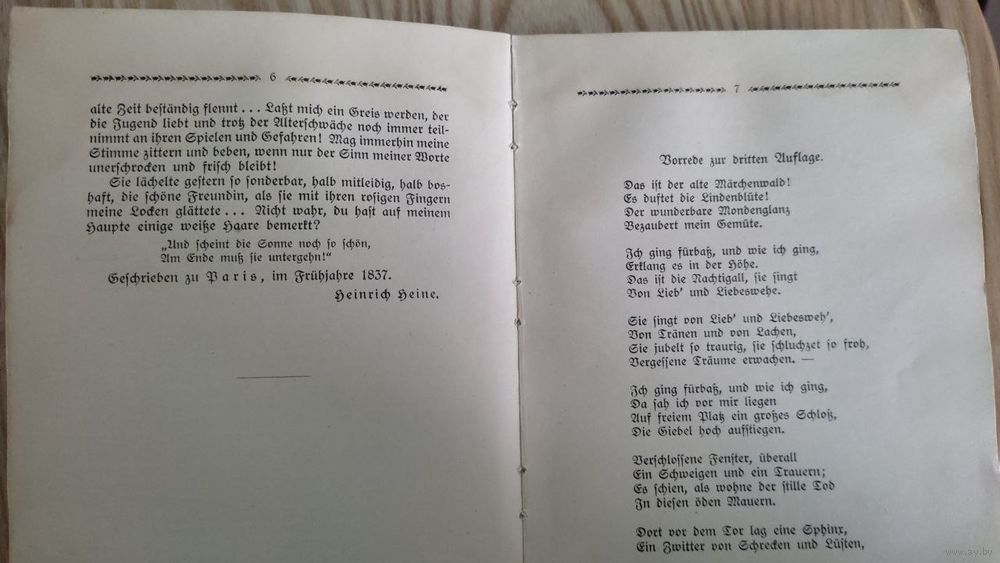 6
alte Zeit beständig flennt... Laßt mich ein Greis werden, der
die Jugend liebt und trotz der Altersschwäche noch immer teil-
nimmt an ihren Spielen und Gefahren! Mag immerhin meine
Stimme zittern und beben, wenn nur der Sinn meiner Worte
unerschrocken und frisch bleibt!
Sie lächelte gestern so sonderbar, halb mitleidig, halb bos-
haft, die schöne Freundin, als sie mit ihren rosigen Fingern
meine Locken glättete... Nicht wahr, du hast auf meinem
Haupte einige weiße Haare bemerkt?
„Und scheint die Sonne noch so schön,
Am Ende muß sie untergehn!“
Geschrieben zu Paris, im Frühjahre 1837.
Heinrich Heine.
7
Vorrede zur dritten Auflage.
Das ist der alte Märchenwald!
Es duftet die Lindenblüte!
Der wunderbare Mondenglanz
Bezaubert mein Gemüte.
Ich ging fürbaß, und wie ich ging,
Erklang es in der Höhe.
Das ist die Nachtigall, sie singt
Von Lieb' und Liebeswehe.
Sie singt von Lieb' und Liebesweh',
Von Tränen und von Lachen,
Sie jubelt so traurig, sie schluchzet so froh,
Vergessene Träume erwachen. —
Ich ging fürbaß, und wie ich ging,
Da sah ich vor mir liegen
Auf freiem Platz ein großes Schloß,
Die Giebel hoch aufstiegen.
Verschlossene Fenster, überall
Ein Schweigen und ein Trauern;
Es schien, als wohne der stille Tod
In diesen öden Mauern.
Dort vor dem Tor lag eine Sphinx,
Ein Zwitter von Schrecken und Lüsten,
www.ay.by